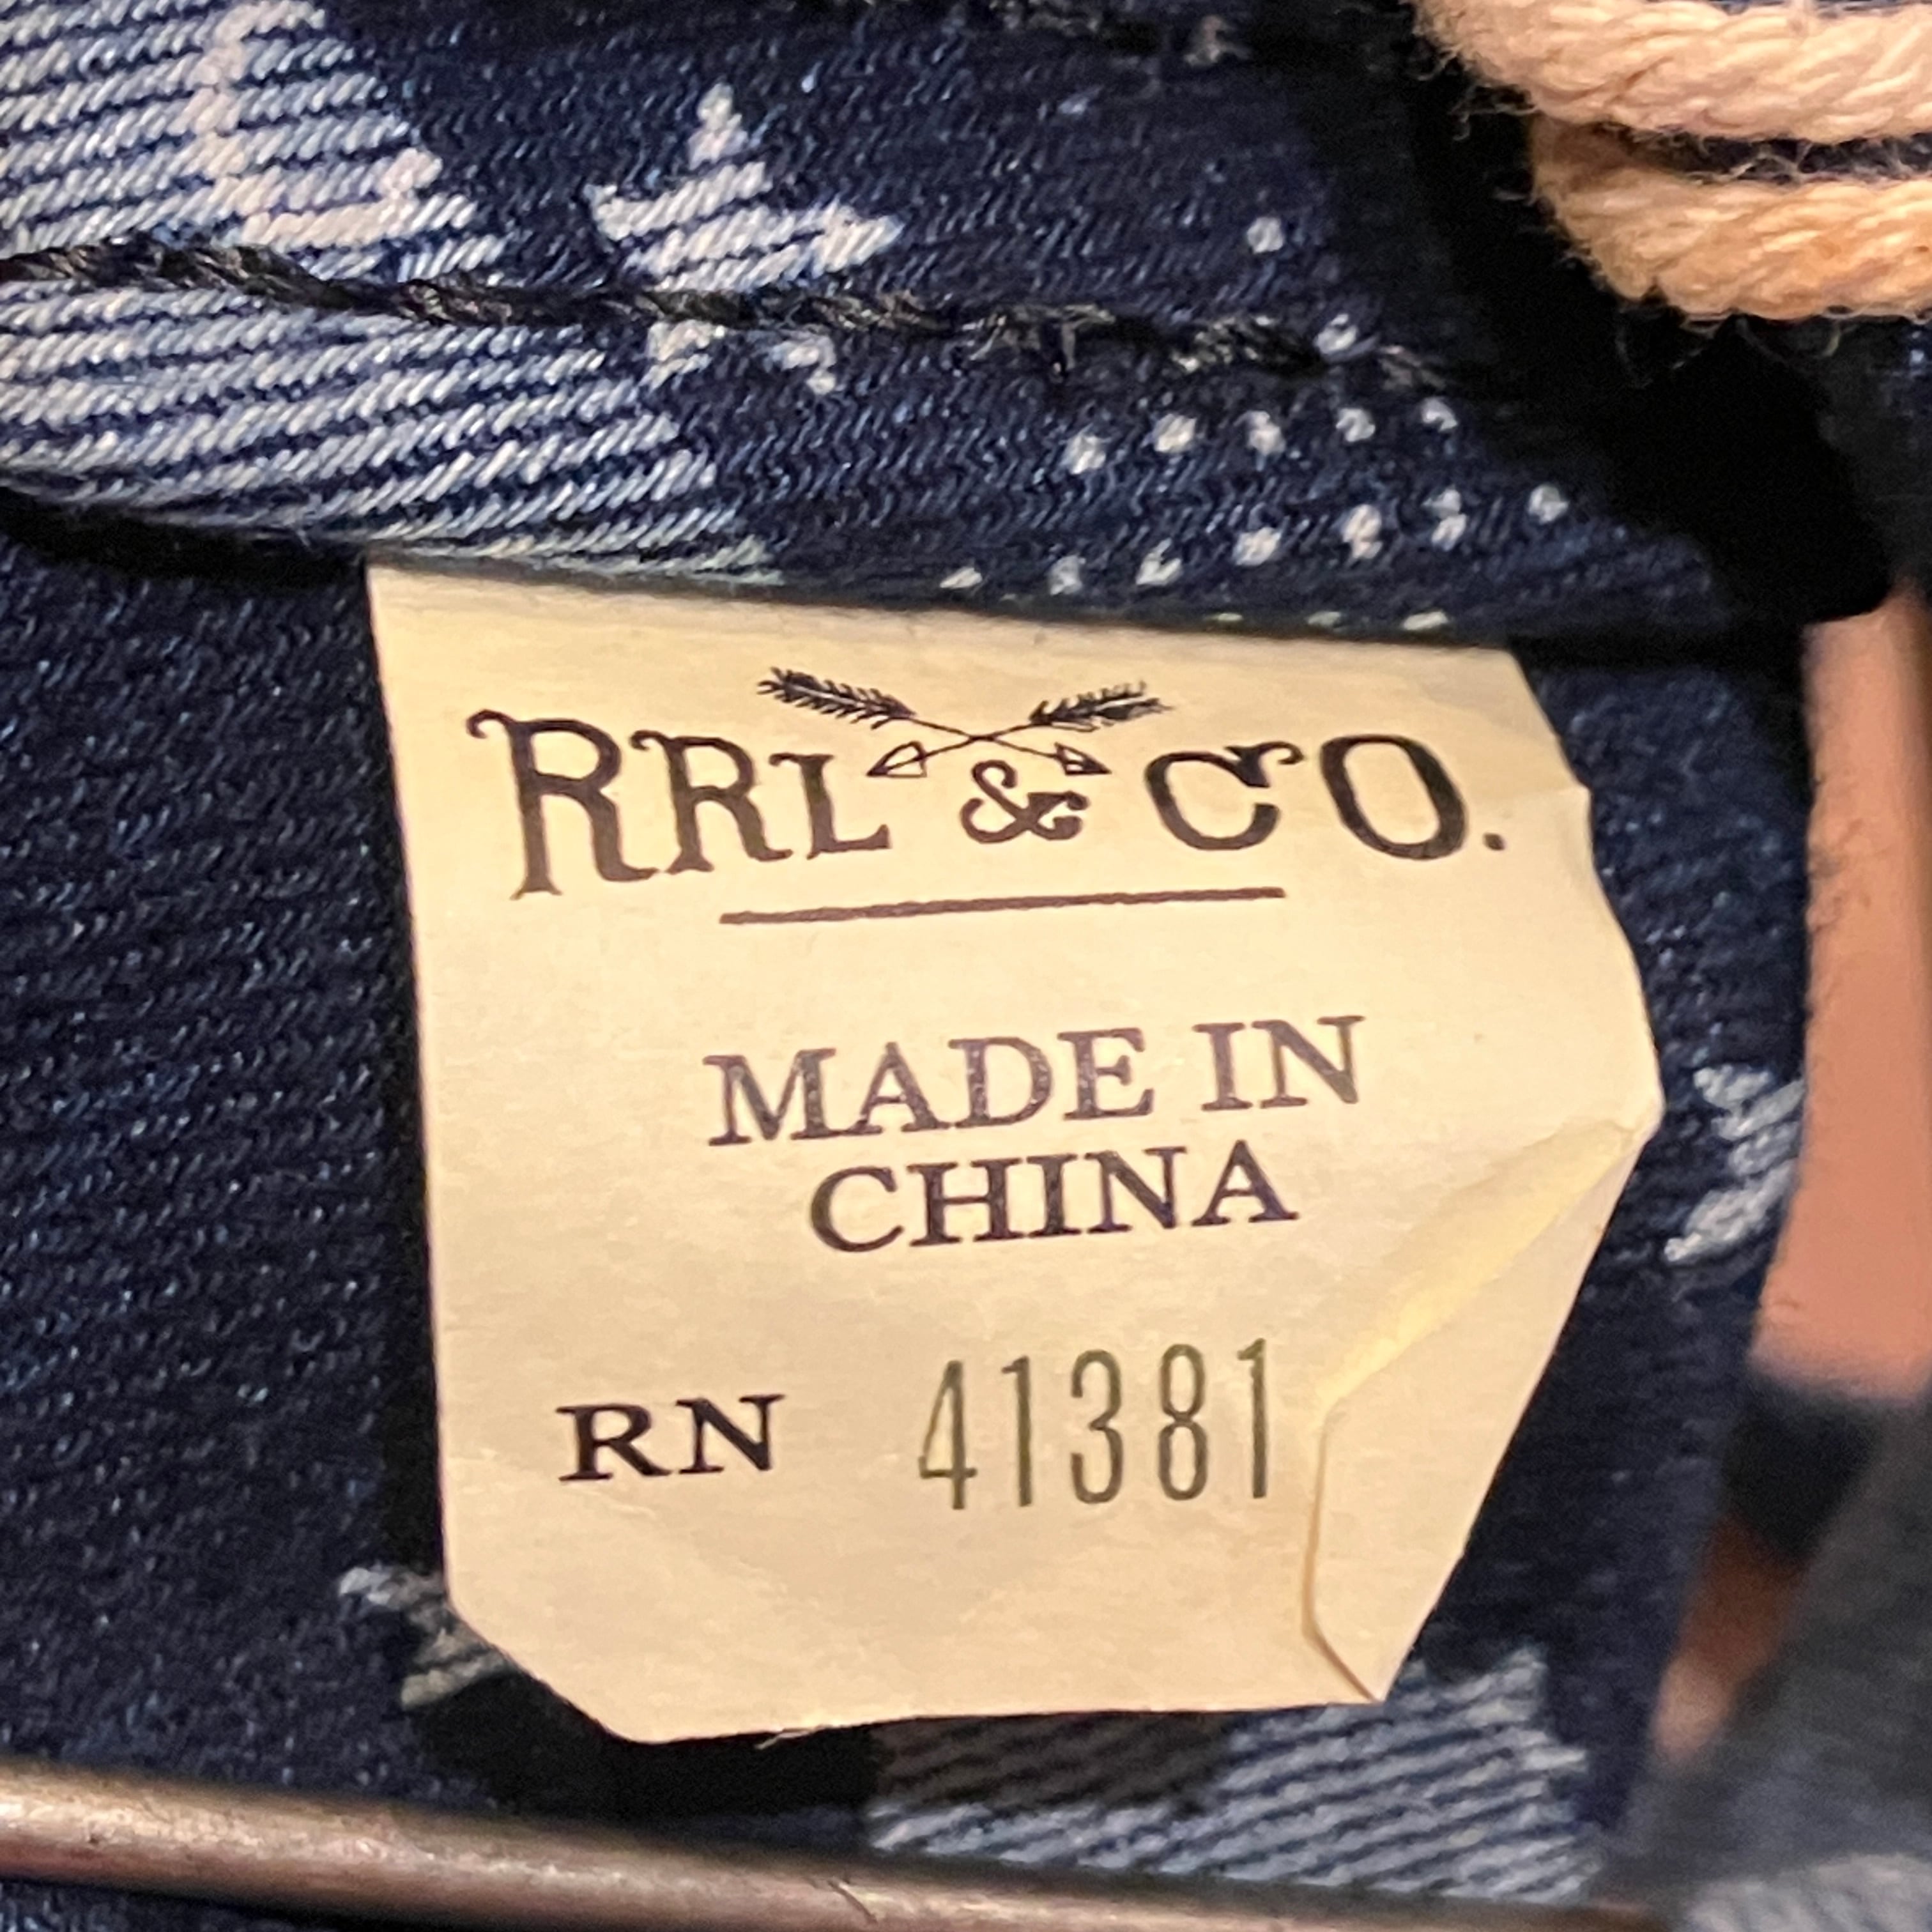 RRL & CO.
MADE IN
CHINA
RN 41381